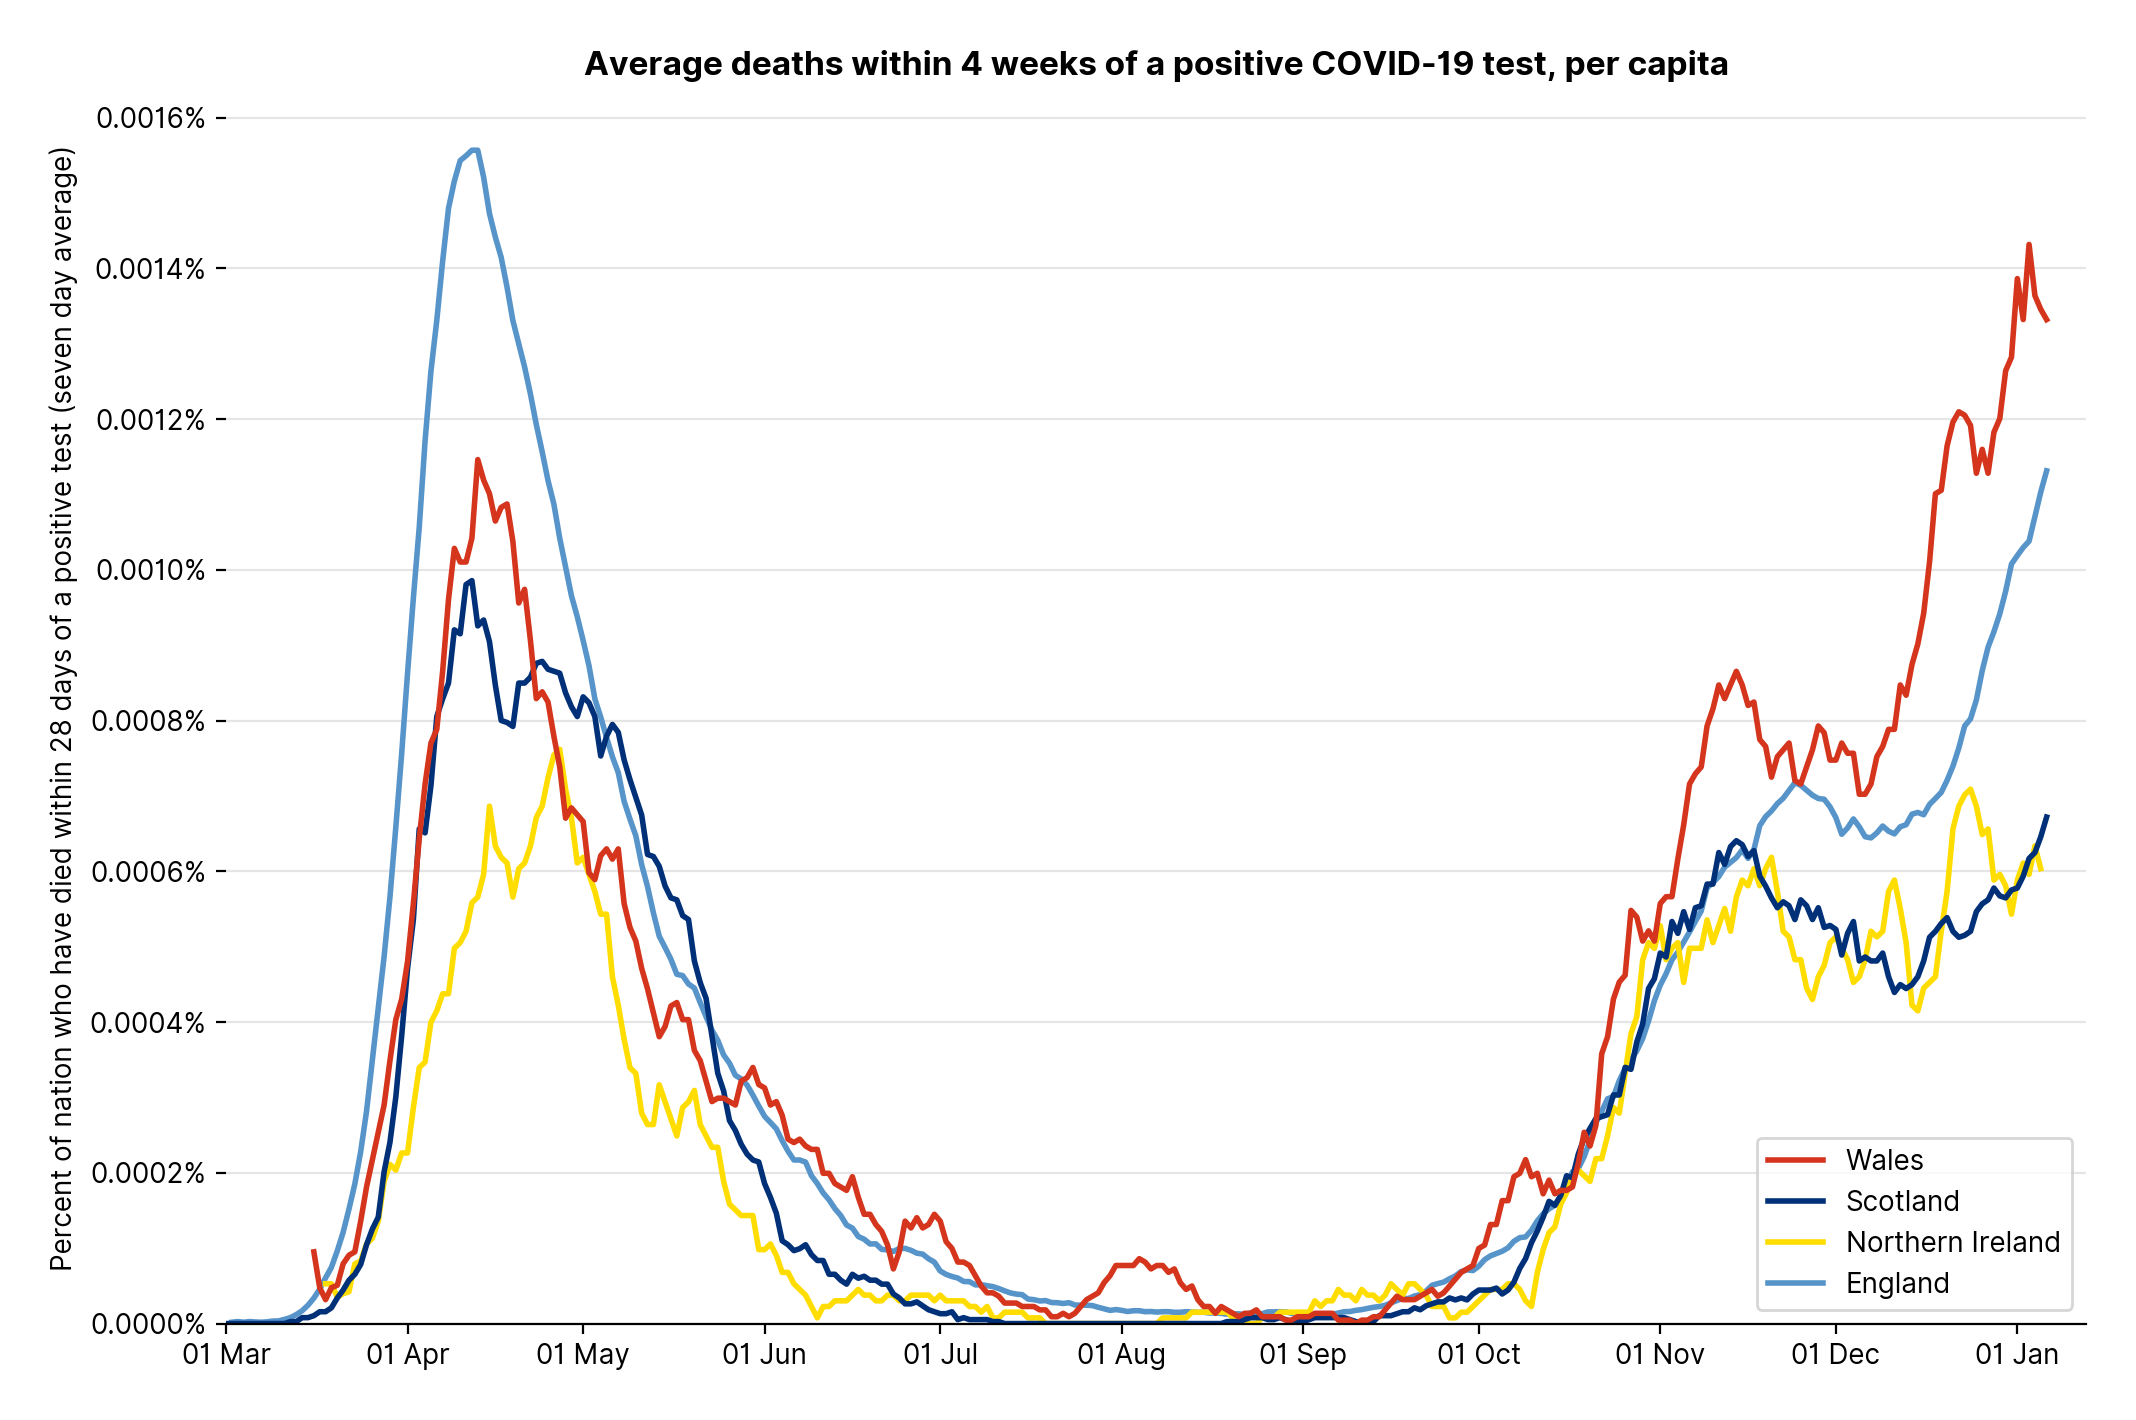 Average deaths within 4 weeks of a positive COVID-19 test, per capita
Percent of nation who have died within 28 days of a positive test (seven day average)
0.0016%
0.0014%
0.0012%
0.0010%
0.0008%
0.0006%
0.0004%
0.0002%
0.0000%
01 Mar
01 Apr
01 May
01 Jun
01 Jul
01 Aug
01 Sep
01 Oct
01 Nov
01 Dec
01 Jan
Wales
Scotland
Northern Ireland
England